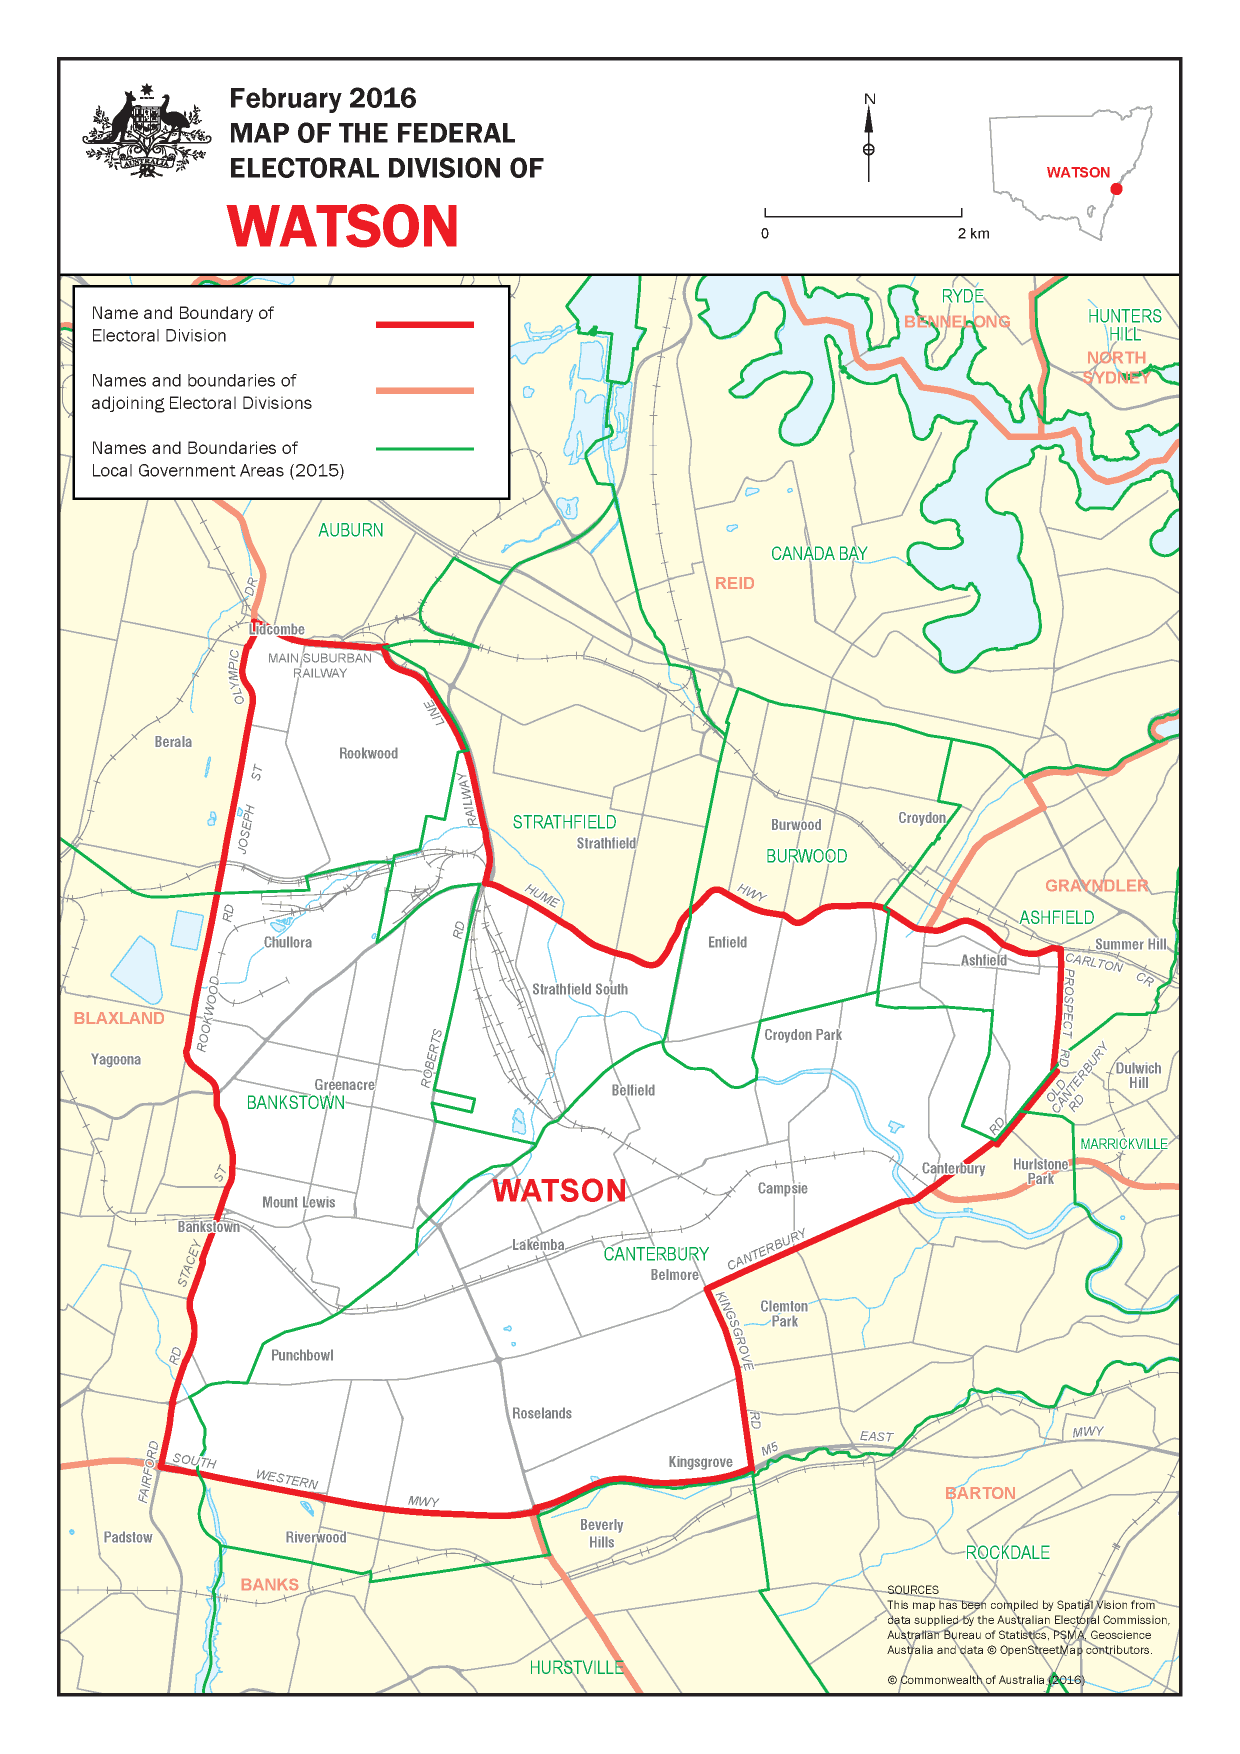 February 2016
MAP OF THE FEDERAL
ELECTORAL DIVISION OF
WATSON
AUSTRALIA
N
0
2 km
WATSON
Name and Boundary of
Electoral Division
Names and boundaries of
adjoining Electoral Divisions
Names and Boundaries of
Local Government Areas (2015)
RYDE
BENNELONG
HUNTERS
HILL
NORTH
SYDNEY
AUBURN
CANADA BAY
REID
DR
Lidcombe
MAIN SUBURBAN
RAILWAY
OLYMPIC
LINE
Berala
Rookwood
ST
RAILWAY
JOSEPH
STRATHFIELD
Strathfield
Burwood
Croydon
BURWOOD
GRAYNDLER
ASHFIELD
HUME
HWY
RD
RD
Chullora
Enfield
Ashfield
Summer Hill
CARLTON
CR
PROSPECT
RD
Strathfield South
BLAXLAND
ROOKWOOD
Yagoona
Croydon Park
ROBERTS
Greenacre
BANKSTOWN
Belfield
OLD
CANTERBURY
RD
Dulwich
Hill
RD
MARRICKVILLE
Canterbury
Hurlstone
Park
ST
Mount Lewis
WATSON
Campsie
Bankstown
STACEY
Lakemba
CANTERBURY
Belmore
CANTERBURY
KINGSGROVE
Clemton
Park
RD
Punchbowl
Roselands
RD
FAIRFORD
SOUTH
WESTERN
MWY
Kingsgrove
M5
EAST
MWY
BARTON
Padstow
Riverwood
Beverly
Hills
ROCKDALE
BANKS
HURSTVILLE
SOURCES
This map has been compiled by Spatial Vision from
data supplied by the Australian Electoral Commission,
Australian Bureau of Statistics, PSMA, Geoscience
Australia and data © OpenStreetMap contributors.
© Commonwealth of Australia (2016)